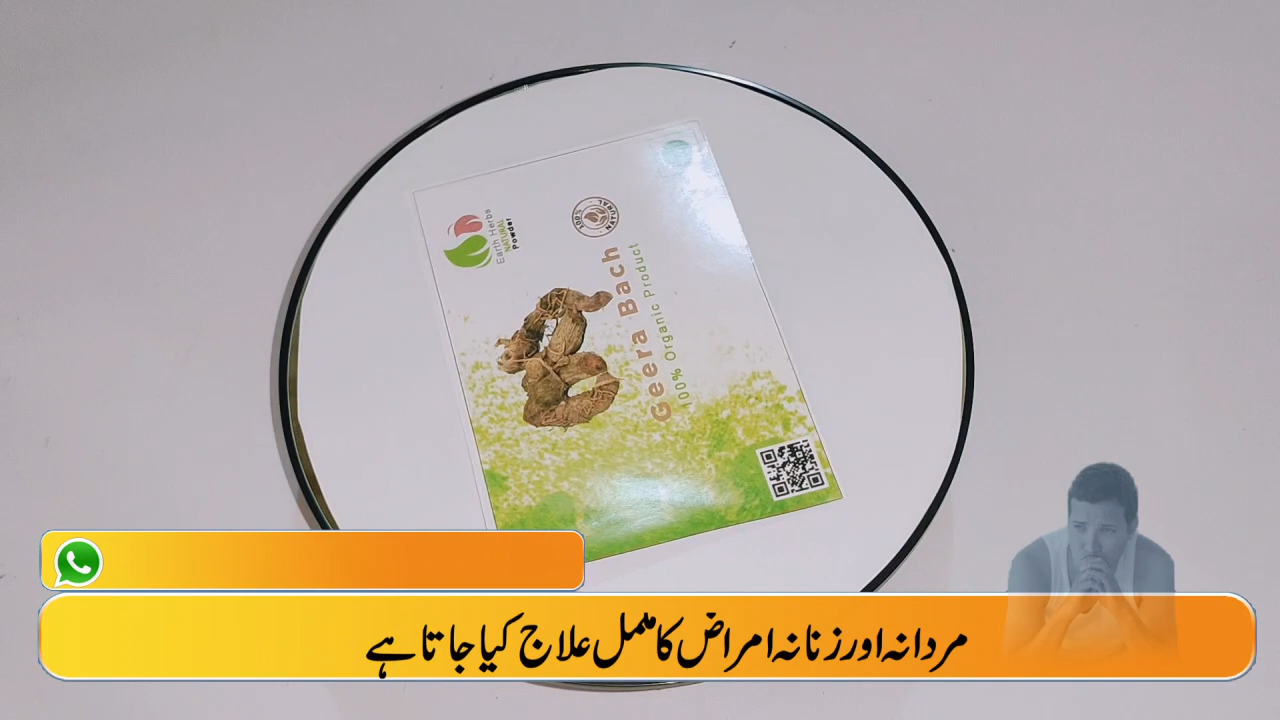 Earth Herbs
NATURAL
Powder
100%
NATURAL
Geera Bach
100% Organic Product
مردانہ اور زنانہ امراض کا مکمل علاج کیا جاتا ہے